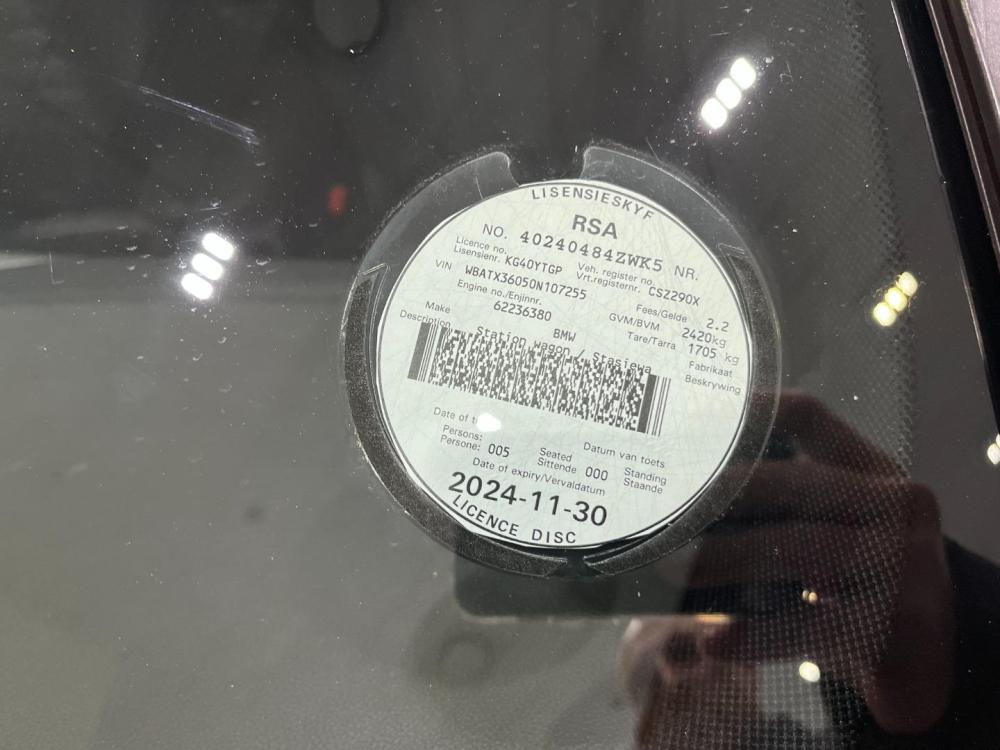 LISENSIESKYF
RSA
NO. 40240484ZWK5 NR.
Licence no. Lisensienr. KG40YTGP Veh. register no. Vrt.registernr. CSZ290X
VIN WBATX36050N107255 Fees/Gelde 2.2
Engine no./Enjinnr. 62236380 GVM/BVM 2420kg
Tare/Tarra 1705 kg
Make BMW Fabrikaat
Description Station wagon / Stasiewa Beskrywing
Date of t Datum van toets
Persons: Persone: 005 Seated Sittende 000 Standing Staande
Date of expiry/Vervaldatum
2024-11-30
LICENCE DISC